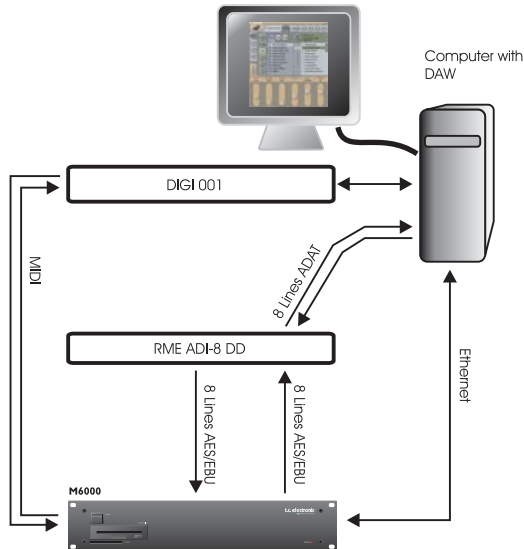 Computer with
DAW
DIGI 001
MIDI
8 Lines ADAT
RME ADI-8 DD
8 Lines AES/EBU
8 Lines AES/EBU
Ethernet
M6000
t.c. electronic